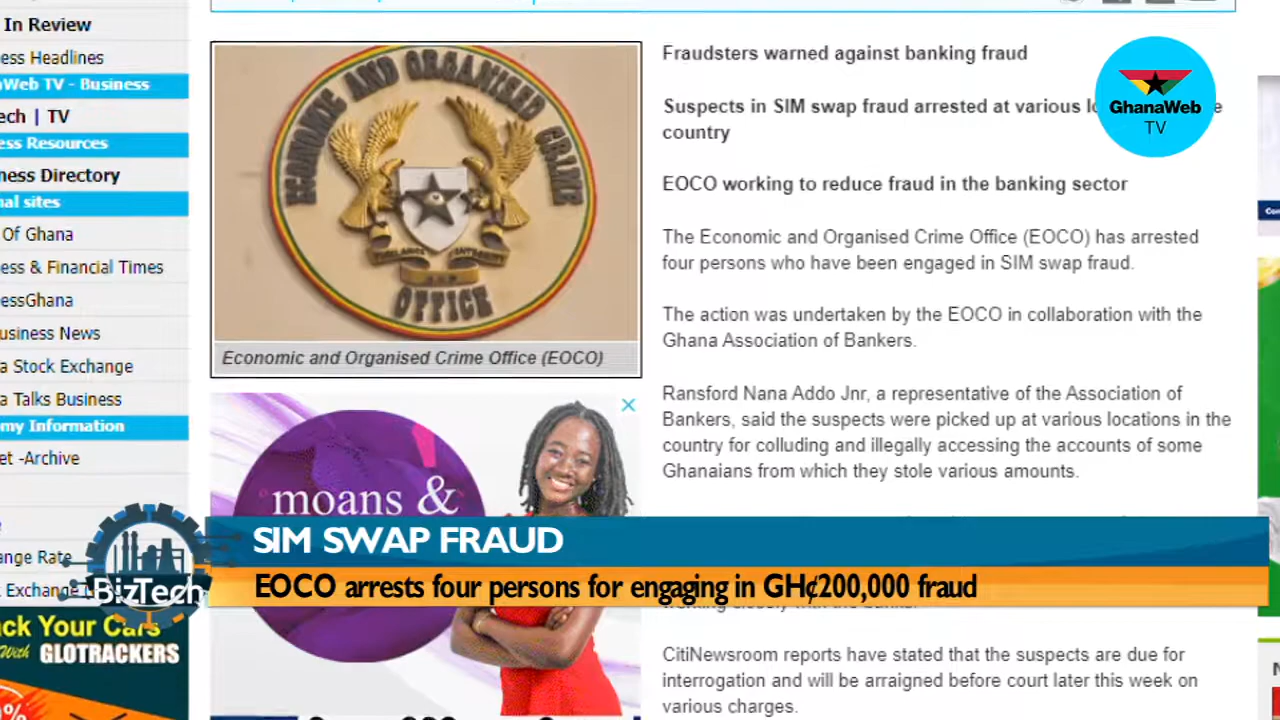 In Review
ess Headlines
aWeb TV - Business
ech | TV
ess Resources
ness Directory
nal sites
Of Ghana
ess & Financial Times
essGhana
usiness News
a Stock Exchange
a Talks Business
my Information
et -Archive
ange Rate
Exchange
ck Your Cars
With GLOTRACKERS
ECONOMIC AND ORGANISED CRIME
OFFICE
Economic and Organised Crime Office (EOCO)
moans &
Fraudsters warned against banking fraud
Suspects in SIM swap fraud arrested at various lo e
country
EOCO working to reduce fraud in the banking sector
The Economic and Organised Crime Office (EOCO) has arrested
four persons who have been engaged in SIM swap fraud.
The action was undertaken by the EOCO in collaboration with the
Ghana Association of Bankers.
Ransford Nana Addo Jnr, a representative of the Association of
Bankers, said the suspects were picked up at various locations in the
country for colluding and illegally accessing the accounts of some
Ghanaians from which they stole various amounts.
CitiNewsroom reports have stated that the suspects are due for
interrogation and will be arraigned before court later this week on
various charges.
GhanaWeb
TV
BizTech
SIM SWAP FRAUD
EOCO arrests four persons for engaging in GH¢200,000 fraud